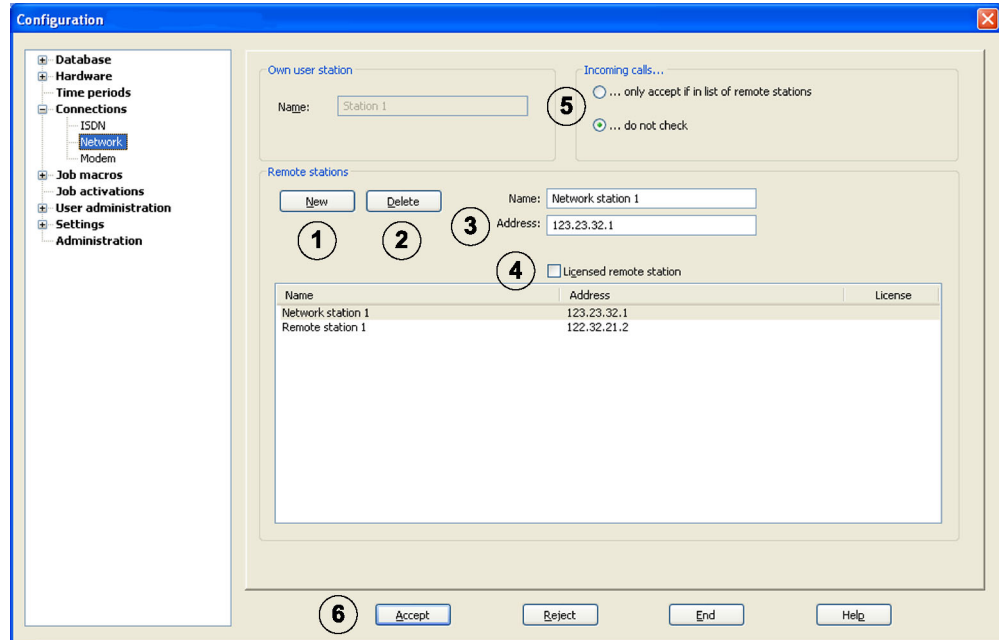 Configuration
Database
Hardware
Time periods
Connections
ISDN
Network
Modem
Job macros
Job activations
User administration
Settings
Administration
Own user station
Name: Station 1
5
Incoming calls...
... only accept if in list of remote stations
... do not check
Remote stations
New Delete
1 2
Name: Network station 1
3 Address: 123.23.32.1
4 Licensed remote station
Name Address License
Network station 1 123.23.32.1
Remote station 1 122.32.21.2
6 Accept Reject End Help